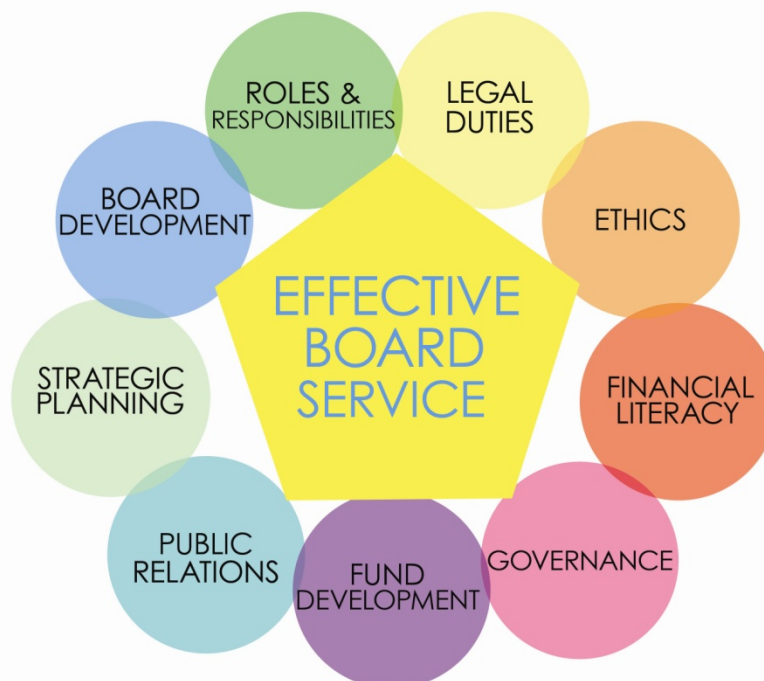 ROLES &
RESPONSIBILITIES
LEGAL
DUTIES
BOARD
DEVELOPMENT
ETHICS
EFFECTIVE
BOARD
SERVICE
STRATEGIC
PLANNING
FINANCIAL
LITERACY
PUBLIC
RELATIONS
FUND
DEVELOPMENT
GOVERNANCE